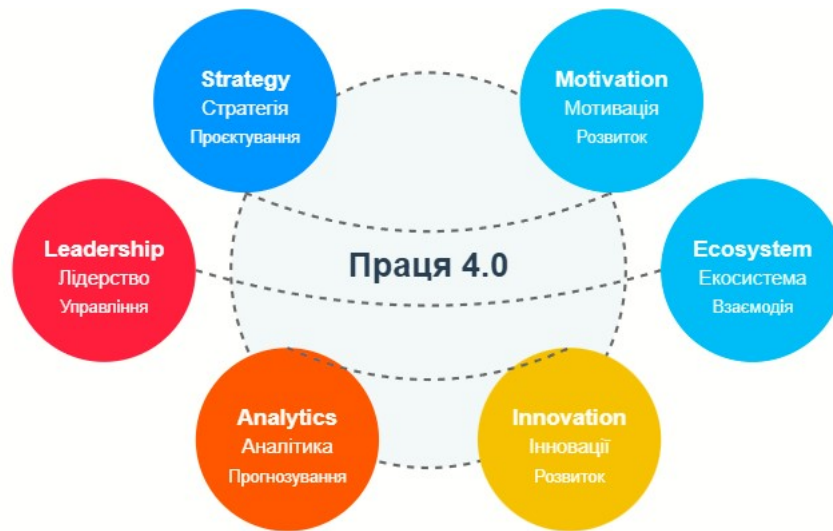 Strategy
Стратегія
Проєктування
Motivation
Мотивація
Розвиток
Leadership
Лідерство
Управління
Праця 4.0
Ecosystem
Екосистема
Взаємодія
Analytics
Аналітика
Прогнозування
Innovation
Інновації
Розвиток